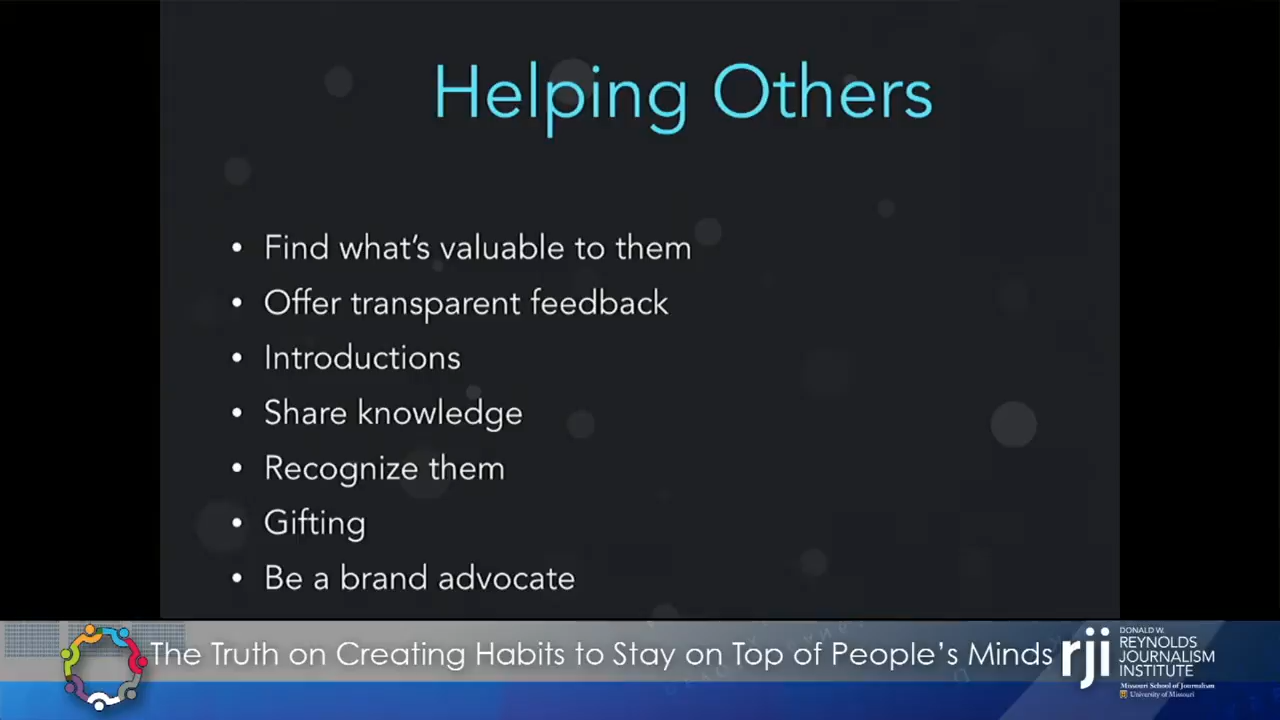 Helping Others
• Find what's valuable to them
• Offer transparent feedback
• Introductions
• Share knowledge
• Recognize them
• Gifting
• Be a brand advocate
The Truth on Creating Habits to Stay on Top of People's Minds
rji
DONALD W.
REYNOLDS
JOURNALISM
INSTITUTE
Missouri School of Journalism
University of Missouri